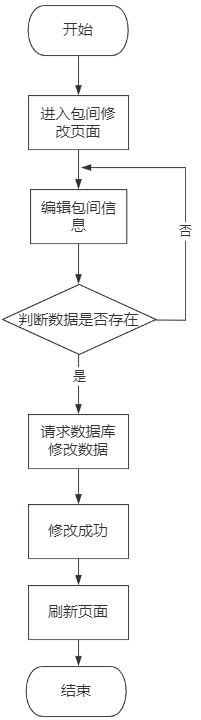 开始
进入包间修
改页面
编辑包间信
息
否
判断数据是否存在
是
请求数据库
修改数据
修改成功
刷新页面
结束